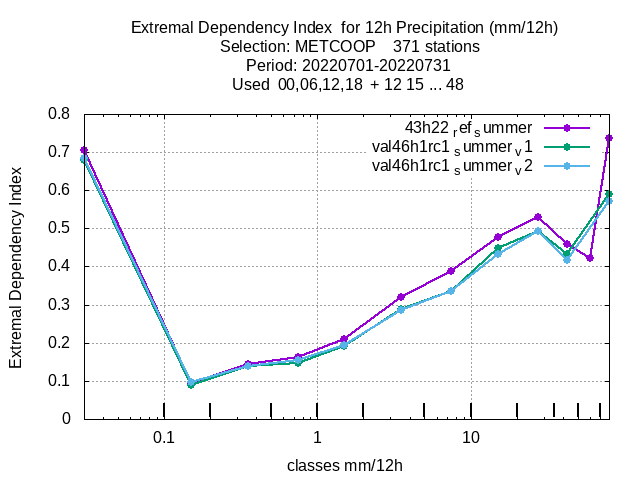 Extremal Dependency Index  for 12h Precipitation (mm/12h)
Selection: METCOOP    371 stations
Period: 20220701-20220731
Used  00,06,12,18  + 12 15 ... 48
Extremal Dependency Index
0.8
0.7
0.6
0.5
0.4
0.3
0.2
0.1
0
43h22 ref summer
val46h1rc1 summer v1
val46h1rc1 summer v2
0.1 1 10
classes mm/12h